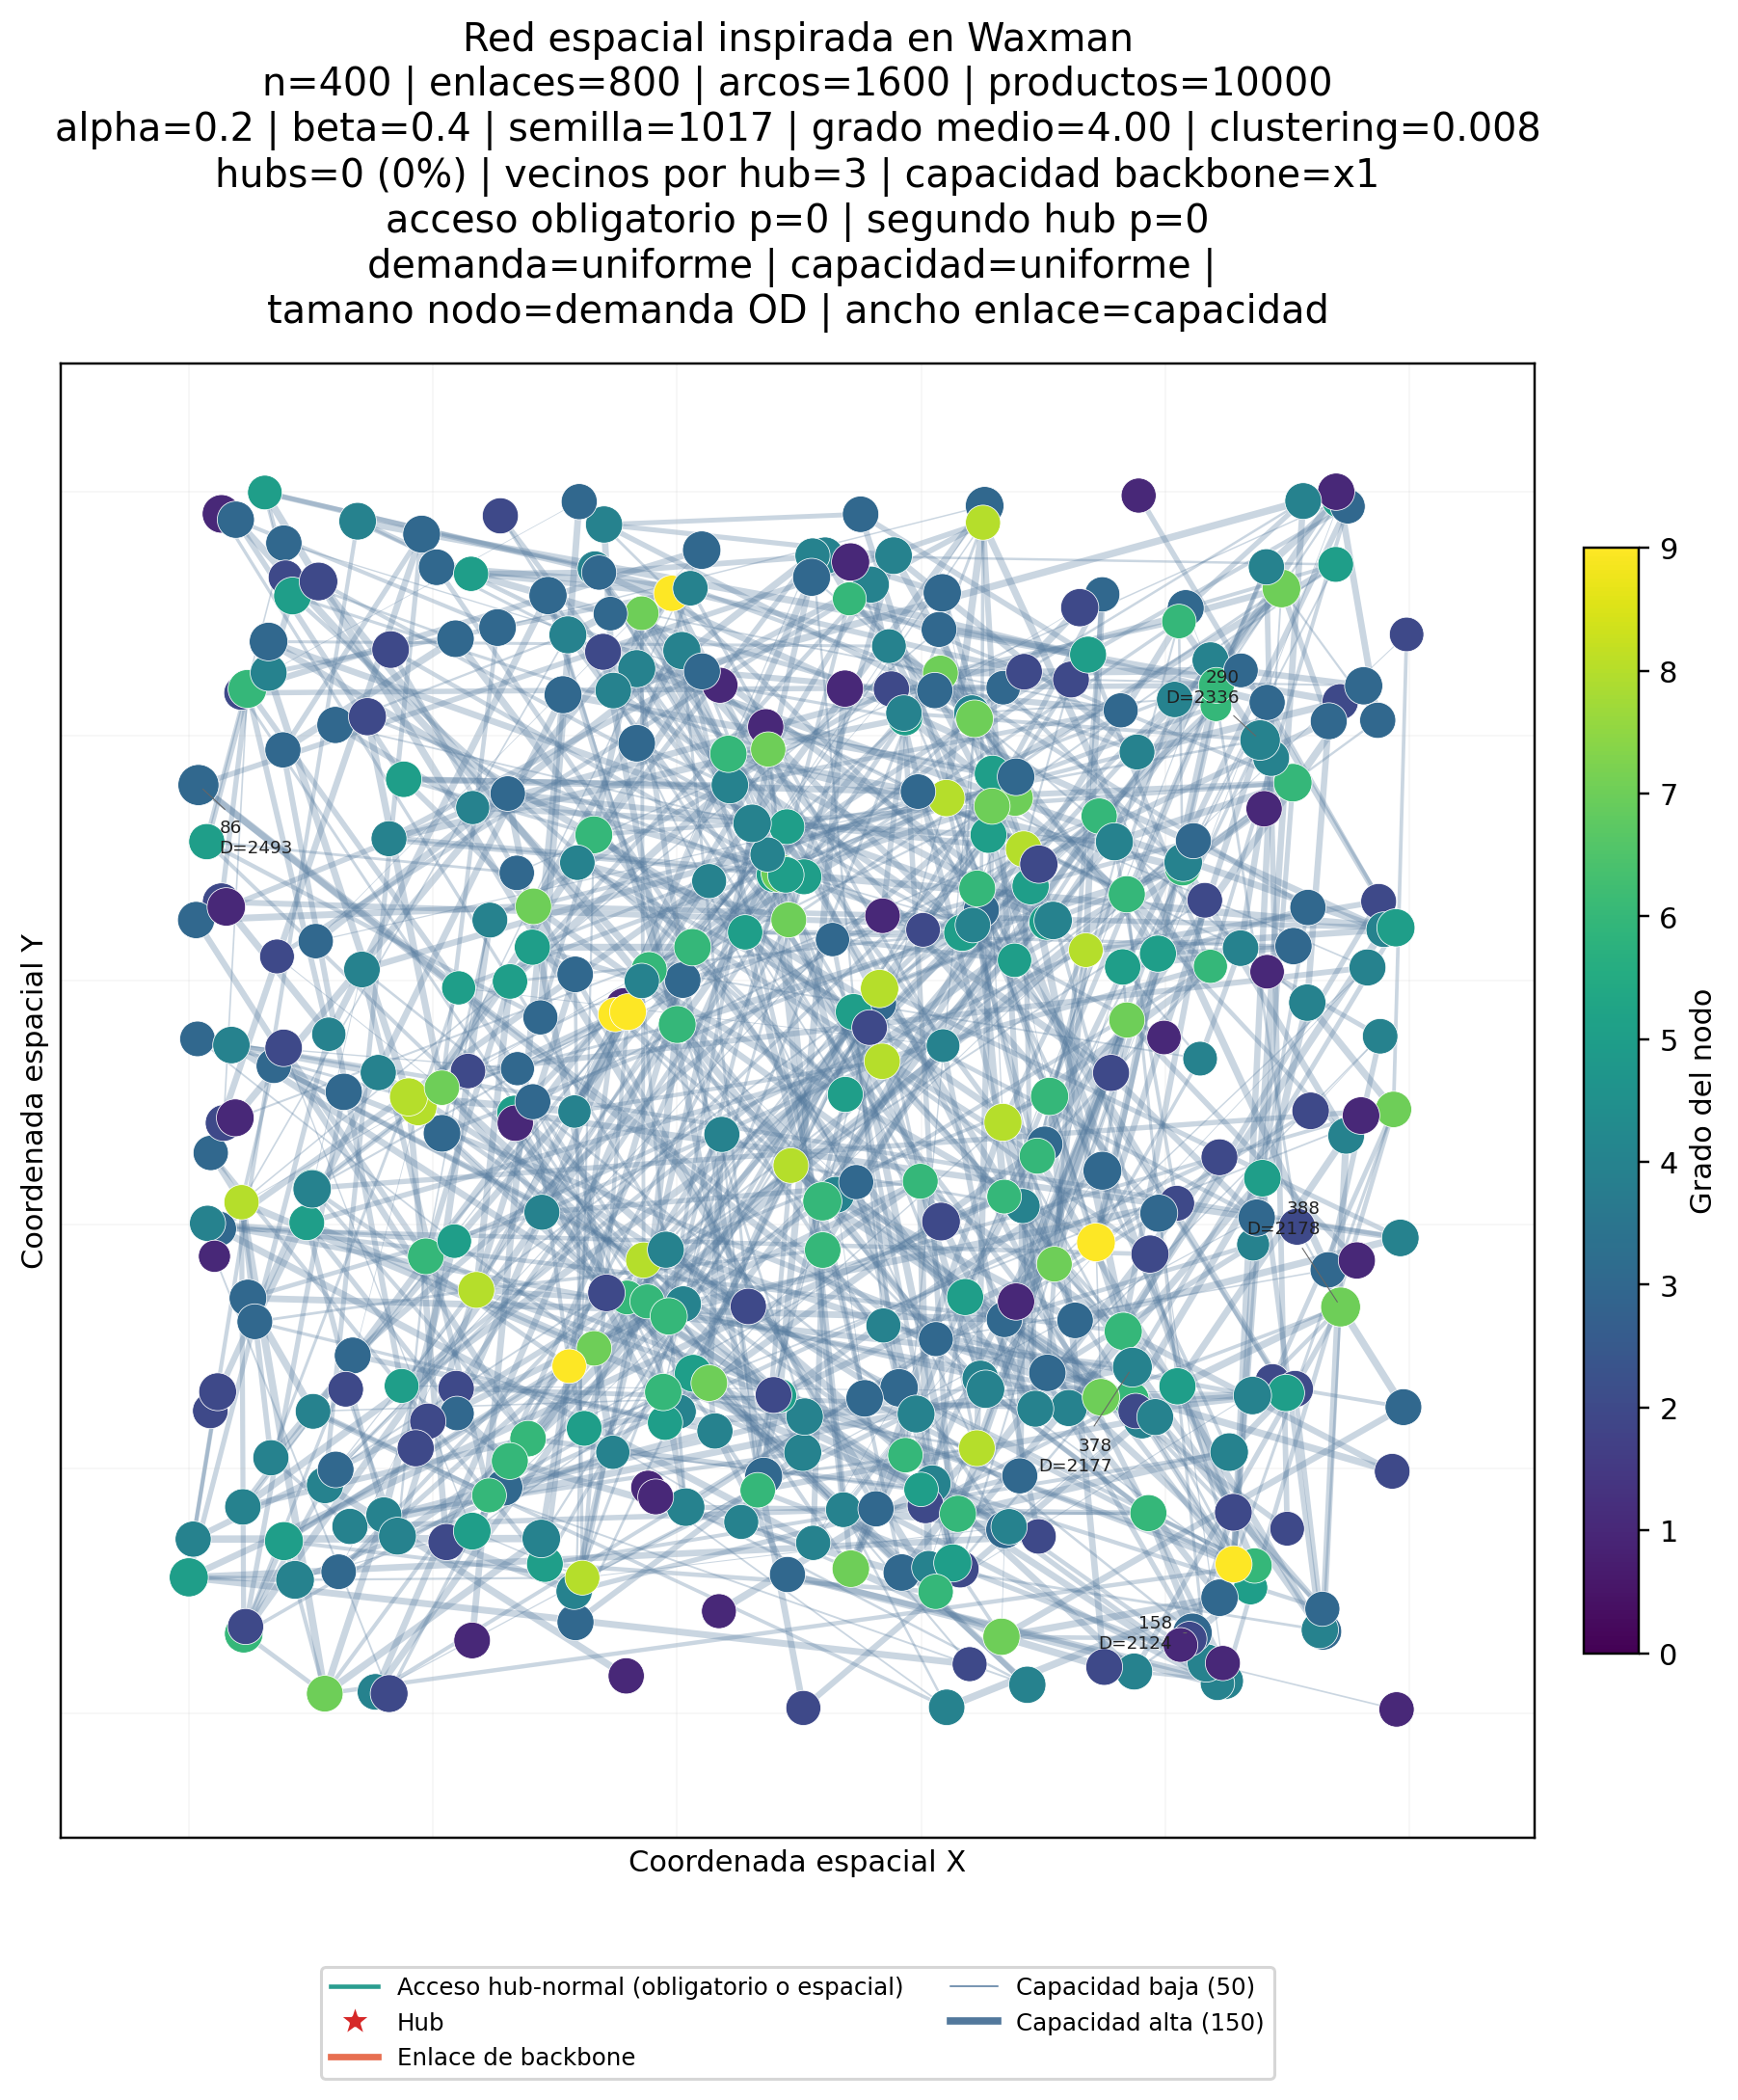 Red espacial inspirada en Waxman
n=400 | enlaces=800 | arcos=1600 | productos=10000
alpha=0.2 | beta=0.4 | semilla=1017 | grado medio=4.00 | clustering=0.008
hubs=0 (0%) | vecinos por hub=3 | capacidad backbone=x1
acceso obligatorio p=0 | segundo hub p=0
demanda=uniforme | capacidad=uniforme |
tamano nodo=demanda OD | ancho enlace=capacidad
290
D=2336
86
D=2493
388
D=2178
378
D=2177
158
D=2124
Coordenada espacial Y
Coordenada espacial X
9
8
7
6
5
4
3
2
1
0
Grado del nodo
Acceso hub-normal (obligatorio o espacial)
Hub
Enlace de backbone
Capacidad baja (50)
Capacidad alta (150)